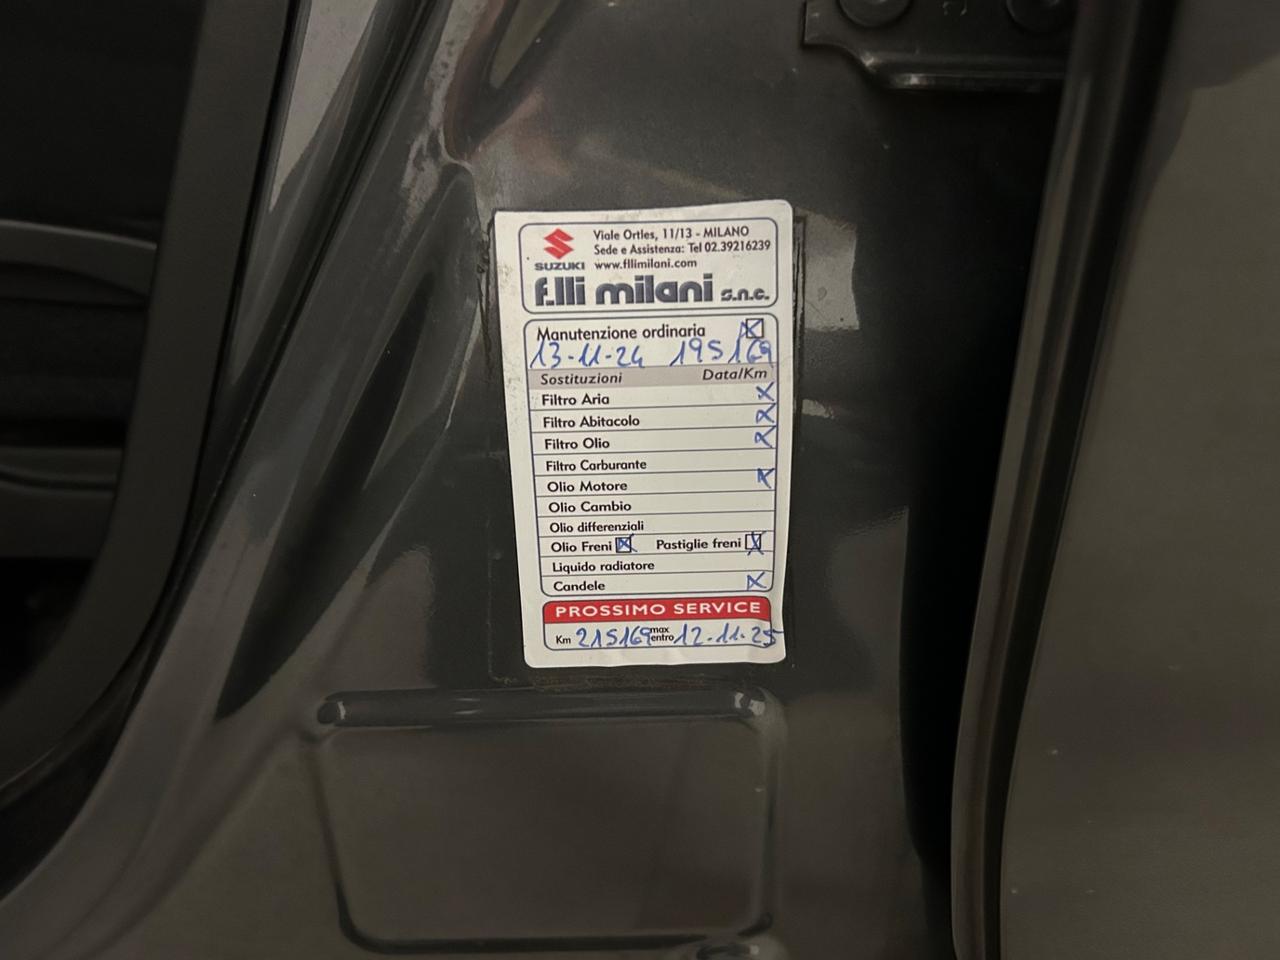 Viale Ortles, 11/13 - MILANO
Sede e Assistenza: Tel 02.39216239
SUZUKI www.fllimilani.com
f.lli milani s.n.c.
Manutenzione ordinaria
13-11-24 195169
Sostituzioni Data/Km
Filtro Aria X
Filtro Abitacolo X
Filtro Olio X
Filtro Carburante
Olio Motore X
Olio Cambio
Olio differenziali
Olio Freni X Pastiglie freni X
Liquido radiatore
Candele X
PROSSIMO SERVICE
Km 215169 max entro 12-11-25